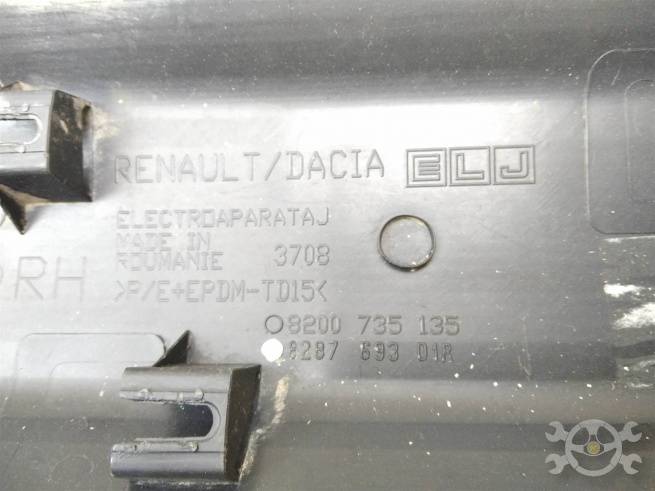 RENAULT/DACIA ELJ
ELECTROAPARATAJ
MADE IN
ROUMANIE 3708
RH
>P/E+EPDM-TD15<
8200 735 135
8287 693 01R